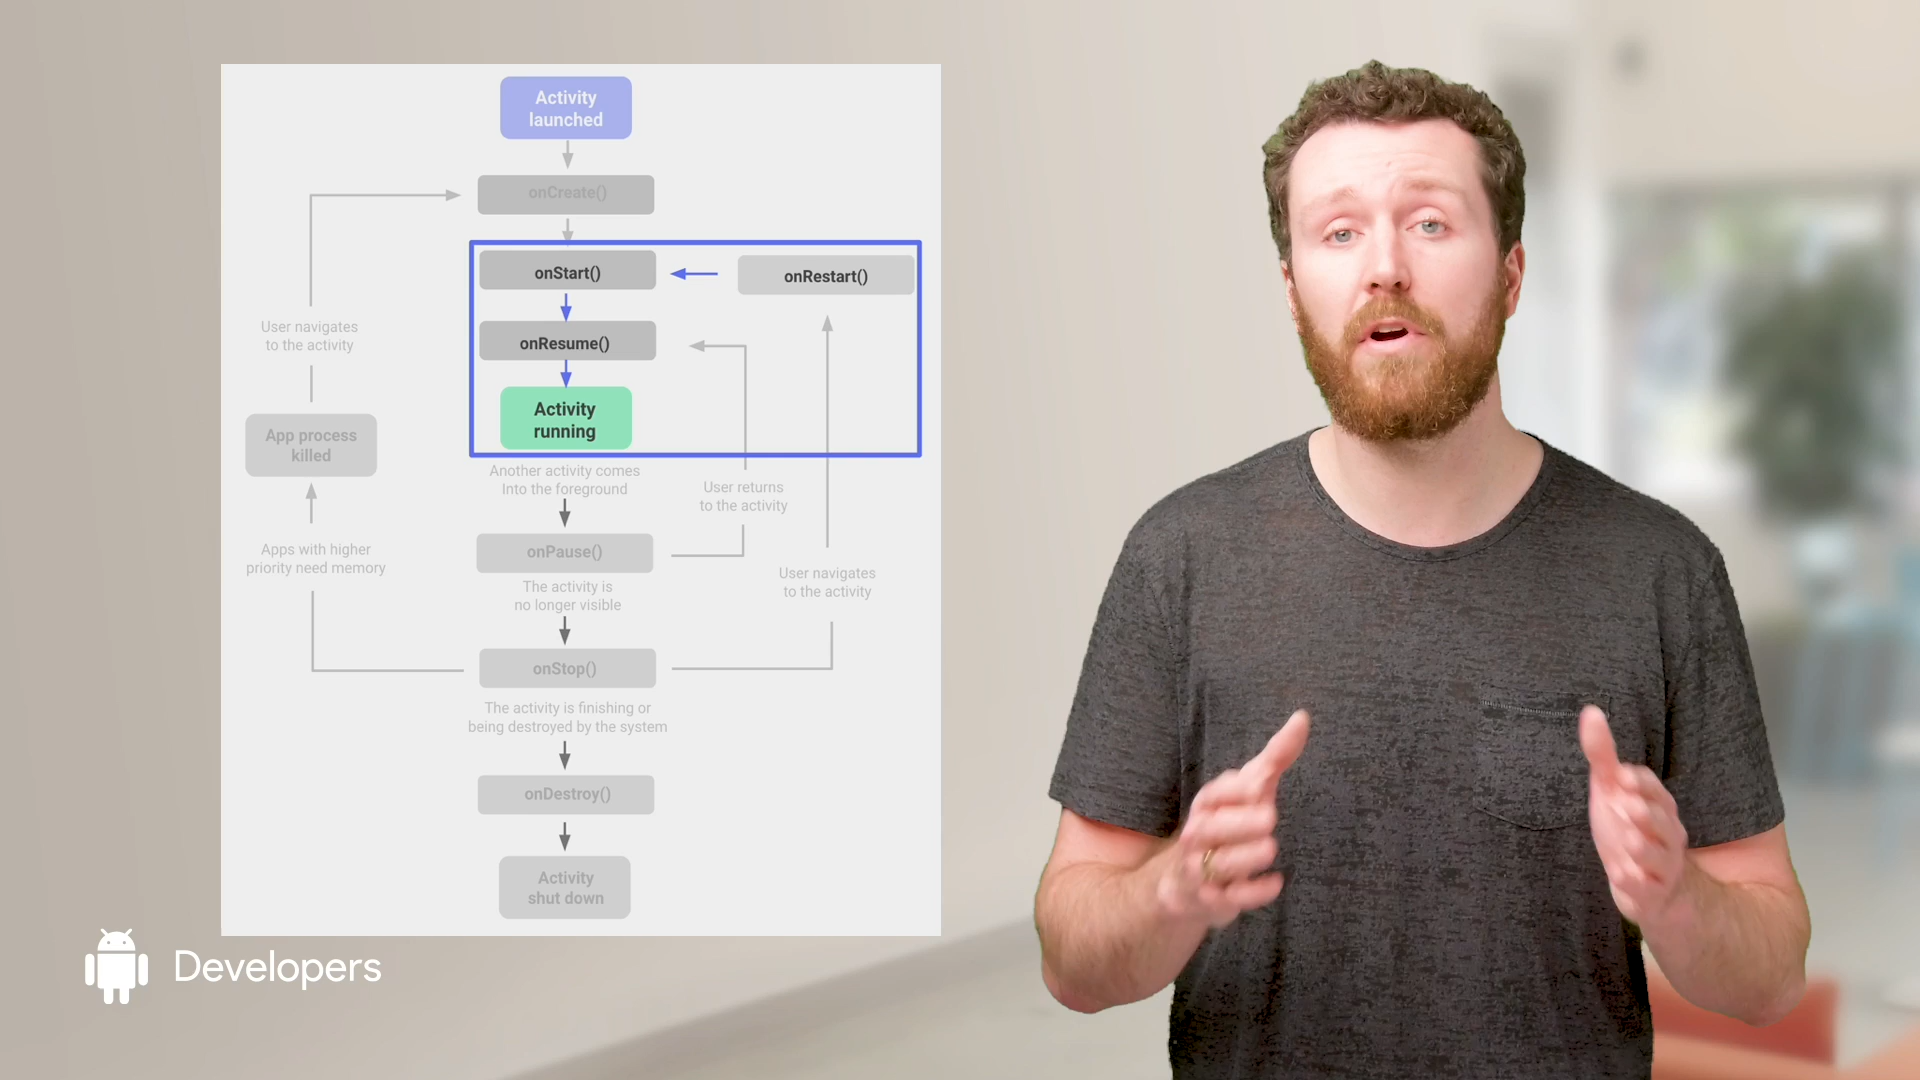 Activity
launched
onCreate()
onStart()
onRestart()
onResume()
Activity
running
User navigates
to the activity
App process
killed
Another activity comes
Into the foreground
User returns
to the activity
onPause()
Apps with higher
priority need memory
The activity is
no longer visible
User navigates
to the activity
onStop()
The activity is finishing or
being destroyed by the system
onDestroy()
Activity
shut down
Developers